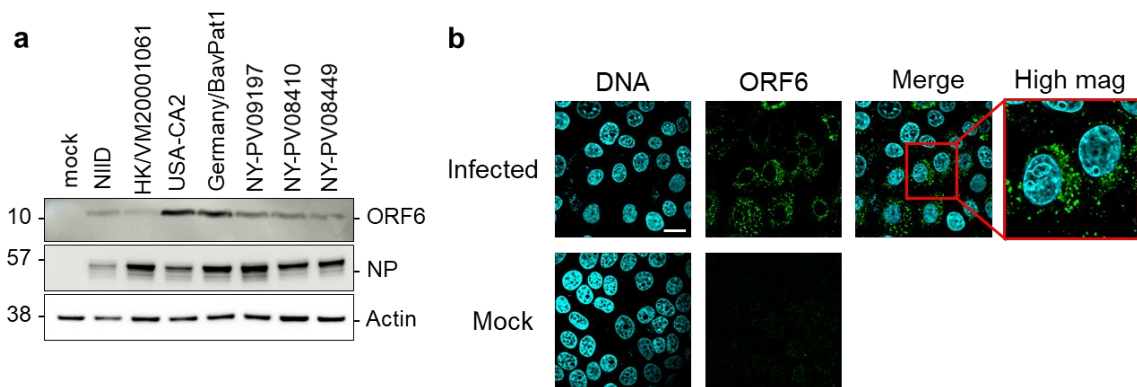 a
mock
NIID
HK/VM20001061
USA-CA2
Germany/BavPat1
NY-PV09197
NY-PV08410
NY-PV08449
10
ORF6
57
NP
38
Actin
b
DNA
ORF6
Merge
High mag
Infected
Mock